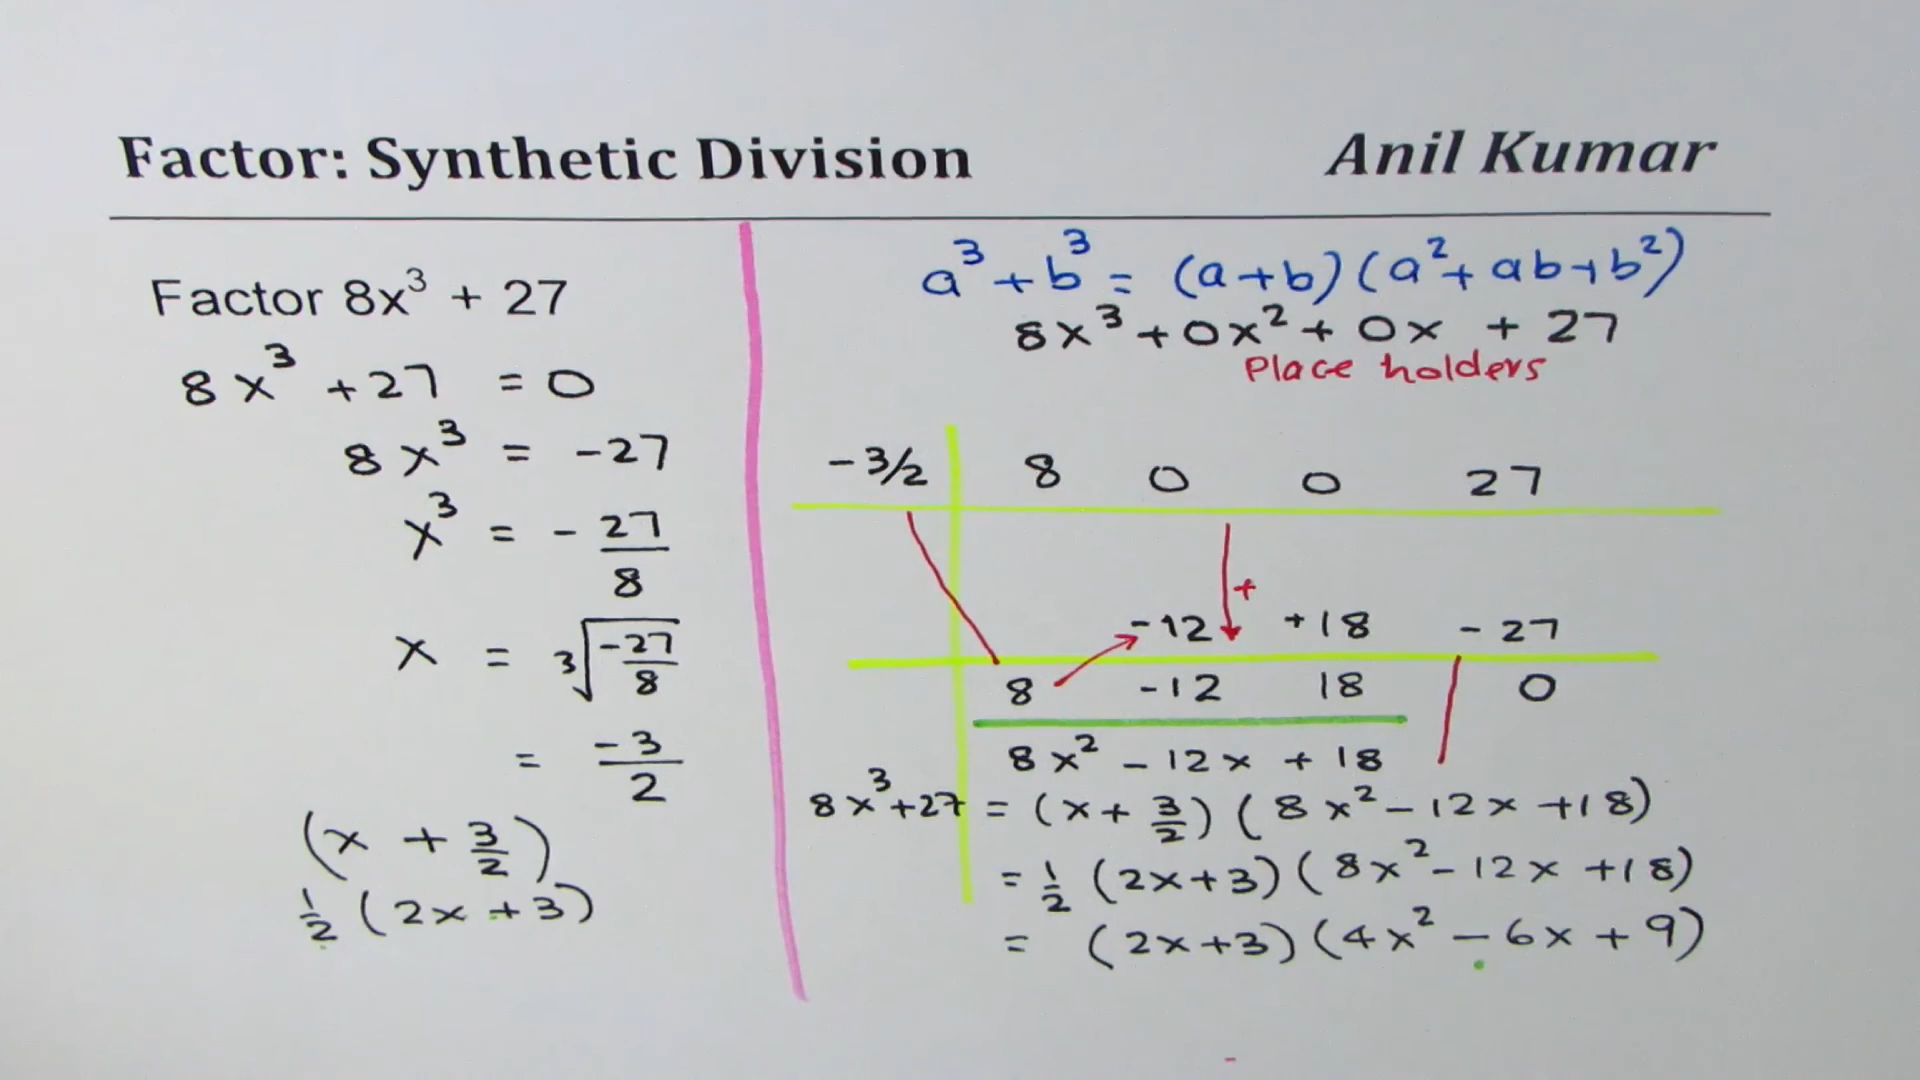 Factor: Synthetic Division
Anil Kumar
Factor 8x³ + 27
8x³ + 27 = 0
8x³ = -27
x³ = - 27/8
x = ∛(-27/8)
= -3/2
(x + 3/2)
1/2 (2x + 3)
a³ + b³ = (a+b)(a² + ab + b²)
8x³ + 0x² + 0x + 27
Place holders
-3/2 8 0 0 27
+
-12 +18 -27
8 -12 18 0
8x² - 12x + 18
8x³+27 = (x + 3/2)(8x² - 12x + 18)
= 1/2 (2x+3)(8x² - 12x + 18)
= (2x+3)(4x² - 6x + 9)